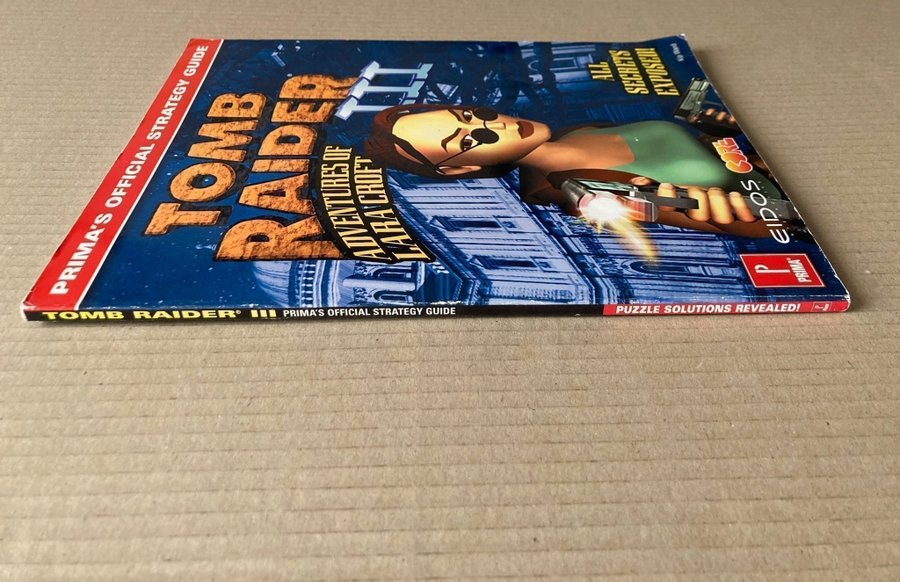 PRIMA'S OFFICIAL STRATEGY GUIDE
TOMB
RAIDER®
III
ADVENTURES OF
LARA CROFT
ALL
SECRETS
EXPOSED!
CORE
EIDOS
P
PRIMA®
TOMB RAIDER® III PRIMA'S OFFICIAL STRATEGY GUIDE
PUZZLE SOLUTIONS REVEALED!